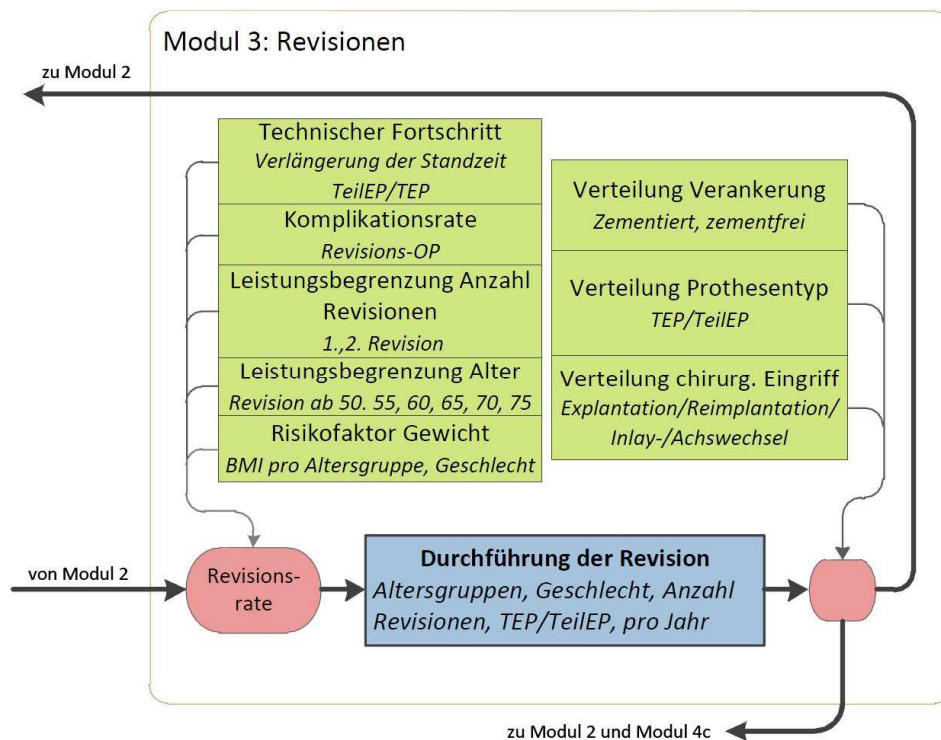 Modul 3: Revisionen
zu Modul 2
Technischer Fortschritt
Verlängerung der Standzeit
TeilEP/TEP
Komplikationsrate
Revisions-OP
Leistungsbegrenzung Anzahl
Revisionen
1.,2. Revision
Leistungsbegrenzung Alter
Revision ab 50. 55, 60, 65, 70, 75
Risikofaktor Gewicht
BMI pro Altersgruppe, Geschlecht
Verteilung Verankerung
Zementiert, zementfrei
Verteilung Prothesentyp
TEP/TeilEP
Verteilung chirurg. Eingriff
Explantation/Reimplantation/
Inlay-/Achswechsel
von Modul 2
Revisions-
rate
Durchführung der Revision
Altersgruppen, Geschlecht, Anzahl
Revisionen, TEP/TeilEP, pro Jahr
zu Modul 2 und Modul 4c